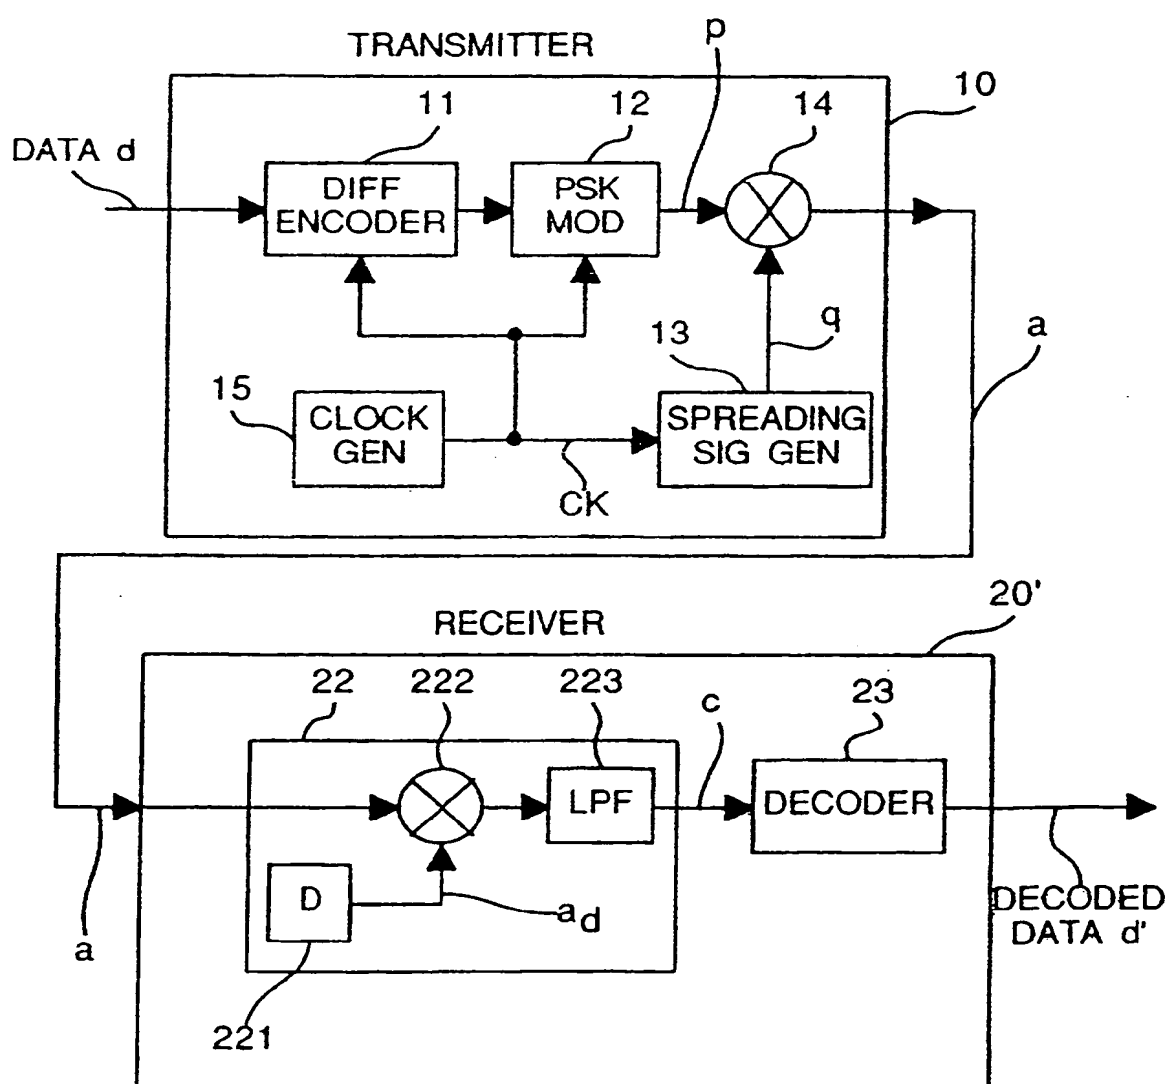 TRANSMITTER
p
10
11
12
14
DATA d
DIFF
ENCODER
PSK
MOD
13
q
a
15
CLOCK
GEN
SPREADING
SIG GEN
CK
RECEIVER
20'
22
222
223
c
23
LPF
DECODER
D
a d
a
221
DECODED
DATA d'